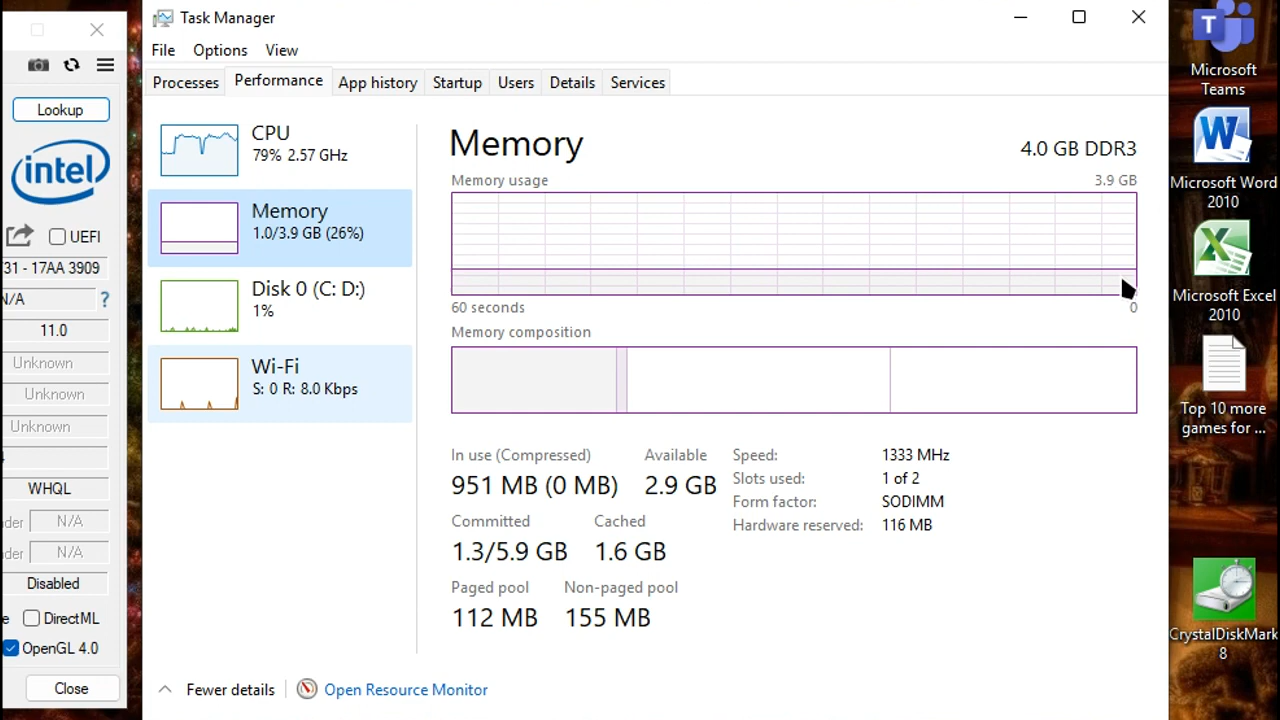 Lookup
intel
UEFI
31 - 17AA 3909
N/A
?
11.0
Unknown
Unknown
Unknown
WHQL
N/A
N/A
Disabled
DirectML
OpenGL 4.0
Close
Task Manager
File Options View
Processes Performance App history Startup Users Details Services
CPU
79% 2.57 GHz
Memory
1.0/3.9 GB (26%)
Disk 0 (C: D:)
1%
Wi-Fi
S: 0 R: 8.0 Kbps
Memory 4.0 GB DDR3
Memory usage 3.9 GB
60 seconds 0
Memory composition
In use (Compressed) Available
951 MB (0 MB) 2.9 GB
Committed Cached
1.3/5.9 GB 1.6 GB
Paged pool Non-paged pool
112 MB 155 MB
Speed: 1333 MHz
Slots used: 1 of 2
Form factor: SODIMM
Hardware reserved: 116 MB
Fewer details Open Resource Monitor
T
Microsoft
Teams
W
Microsoft Word
2010
X
Microsoft Excel
2010
Top 10 more
games for ...
CrystalDiskMark
8